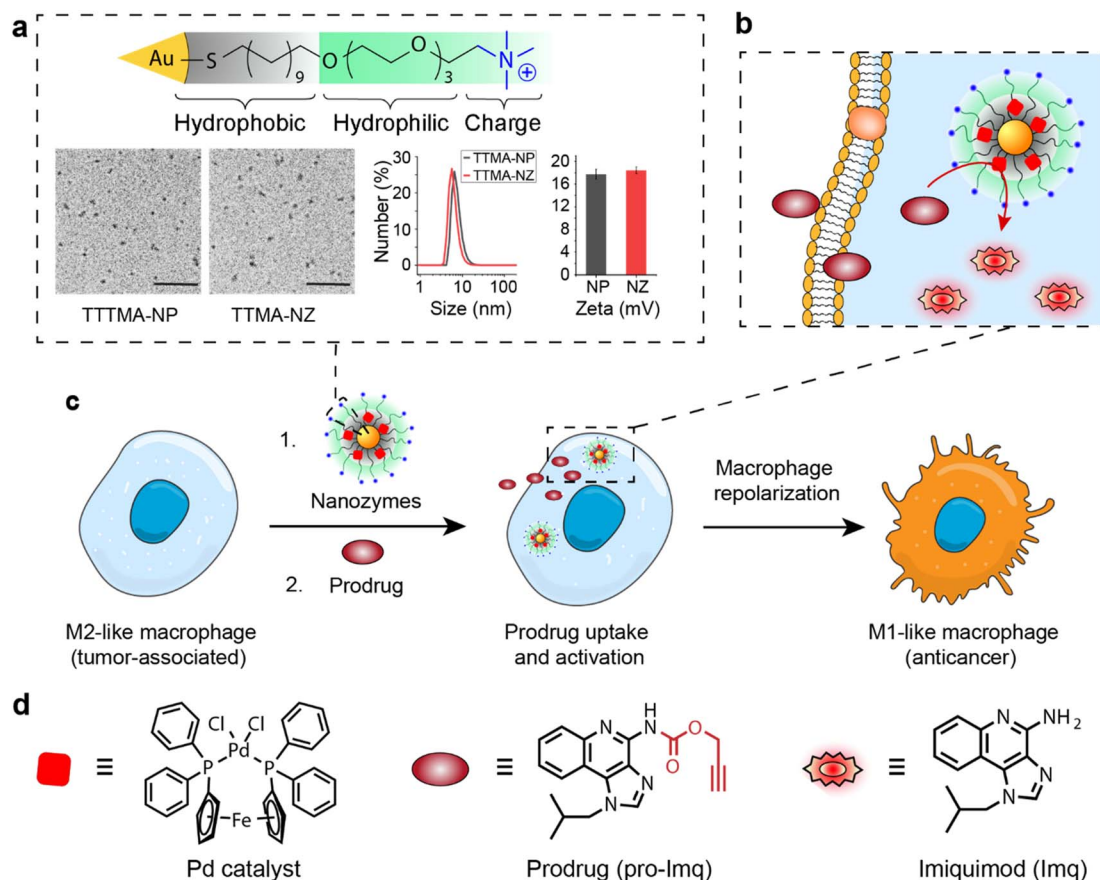 a
Au
S
9
O
O
3
N
⊕
Hydrophobic
Hydrophilic
Charge
TTTMA-NP
TTMA-NZ
Number (%)
30
20
10
0
TTMA-NP
TTMA-NZ
1
10
100
Size (nm)
20
16
12
8
4
0
NP
NZ
Zeta (mV)
b
c
1.
Nanozymes
2.
Prodrug
Macrophage
repolarization
M2-like macrophage
(tumor-associated)
Prodrug uptake
and activation
M1-like macrophage
(anticancer)
d
≡
Cl
Cl
Pd
P
P
Fe
Pd catalyst
≡
N
H
N
O
O
N
N
Prodrug (pro-Imq)
≡
N
NH2
N
N
Imiquimod (Imq)